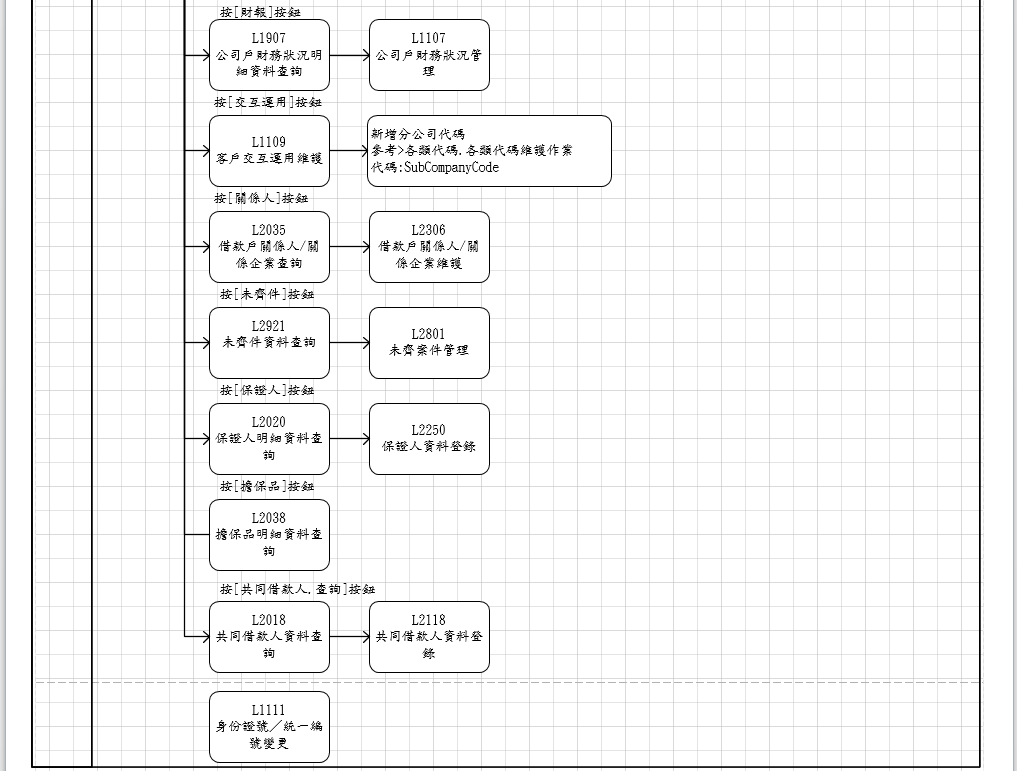 按[財報]按鈕
L1907
公司戶財務狀況明
細資料查詢
L1107
公司戶財務狀況管
理
按[交互運用]按鈕
L1109
客戶交互運用維護
新增分公司代碼
參考>各類代碼.各類代碼維護作業
代碼:SubCompanyCode
按[關係人]按鈕
L2035
借款戶關係人/關
係企業查詢
L2306
借款戶關係人/關
係企業維護
按[未齊件]按鈕
L2921
未齊件資料查詢
L2801
未齊案件管理
按[保證人]按鈕
L2020
保證人明細資料查
詢
L2250
保證人資料登錄
按[擔保品]按鈕
L2038
擔保品明細資料查
詢
按[共同借款人.查詢]按鈕
L2018
共同借款人資料查
詢
L2118
共同借款人資料登
錄
L1111
身份證號／統一編
號變更